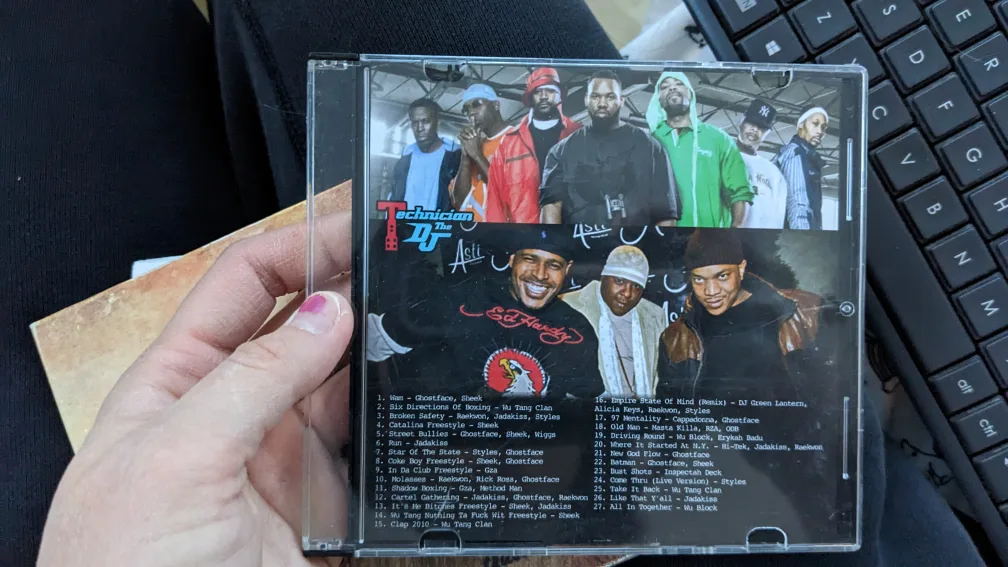 Technician
The
DJ
Asti
Asti
Ed Hardy
NY
1. Wam - Ghostface, Sheek
2. Six Directions Of Boxing - Wu Tang Clan
3. Broken Safety - Raekwon, Jadakiss, Styles
4. Catalina Freestyle - Sheek
5. Street Bullies - Ghostface, Sheek, Wiggs
6. Run - Jadakiss
7. Star Of The State - Styles, Ghostface
8. Coke Boy Freestyle - Sheek, Ghostface
9. In Da Club Freestyle - Gza
10. Molasses - Raekwon, Rick Ross, Ghostface
11. Shadow Boxing - Gza, Method Man
12. Cartel Gathering - Jadakiss, Ghostface, Raekwon
13. It's Me Bitches Freestyle - Sheek, Jadakiss
14. Wu Tang Nuthing Ta Fuck Wit Freestyle - Sheek
15. Clap 2010 - Wu Tang Clan
16. Empire State Of Mind (Remix) - DJ Green Lantern,
Alicia Keys, Raekwon, Styles
17. 97 Mentality - Cappadonna, Ghostface
18. Old Man - Masta Killa, RZA, ODB
19. Driving Round - Wu Block, Erykah Badu
20. Where It Started At N.Y. - Hi-Tek, Jadakiss, Raekwon
21. New God Flow - Ghostface
22. Batman - Ghostface, Sheek
23. Dust Shots - Inspectah Deck
24. Come Thru (Live Version) - Styles
25. Take It Back - Wu Tang Clan
26. Like That Y'all - Jadakiss
27. All In Together - Wu Block
Z
S
E
D
R
C
F
V
G
B
H
N
M
alt
ctrl